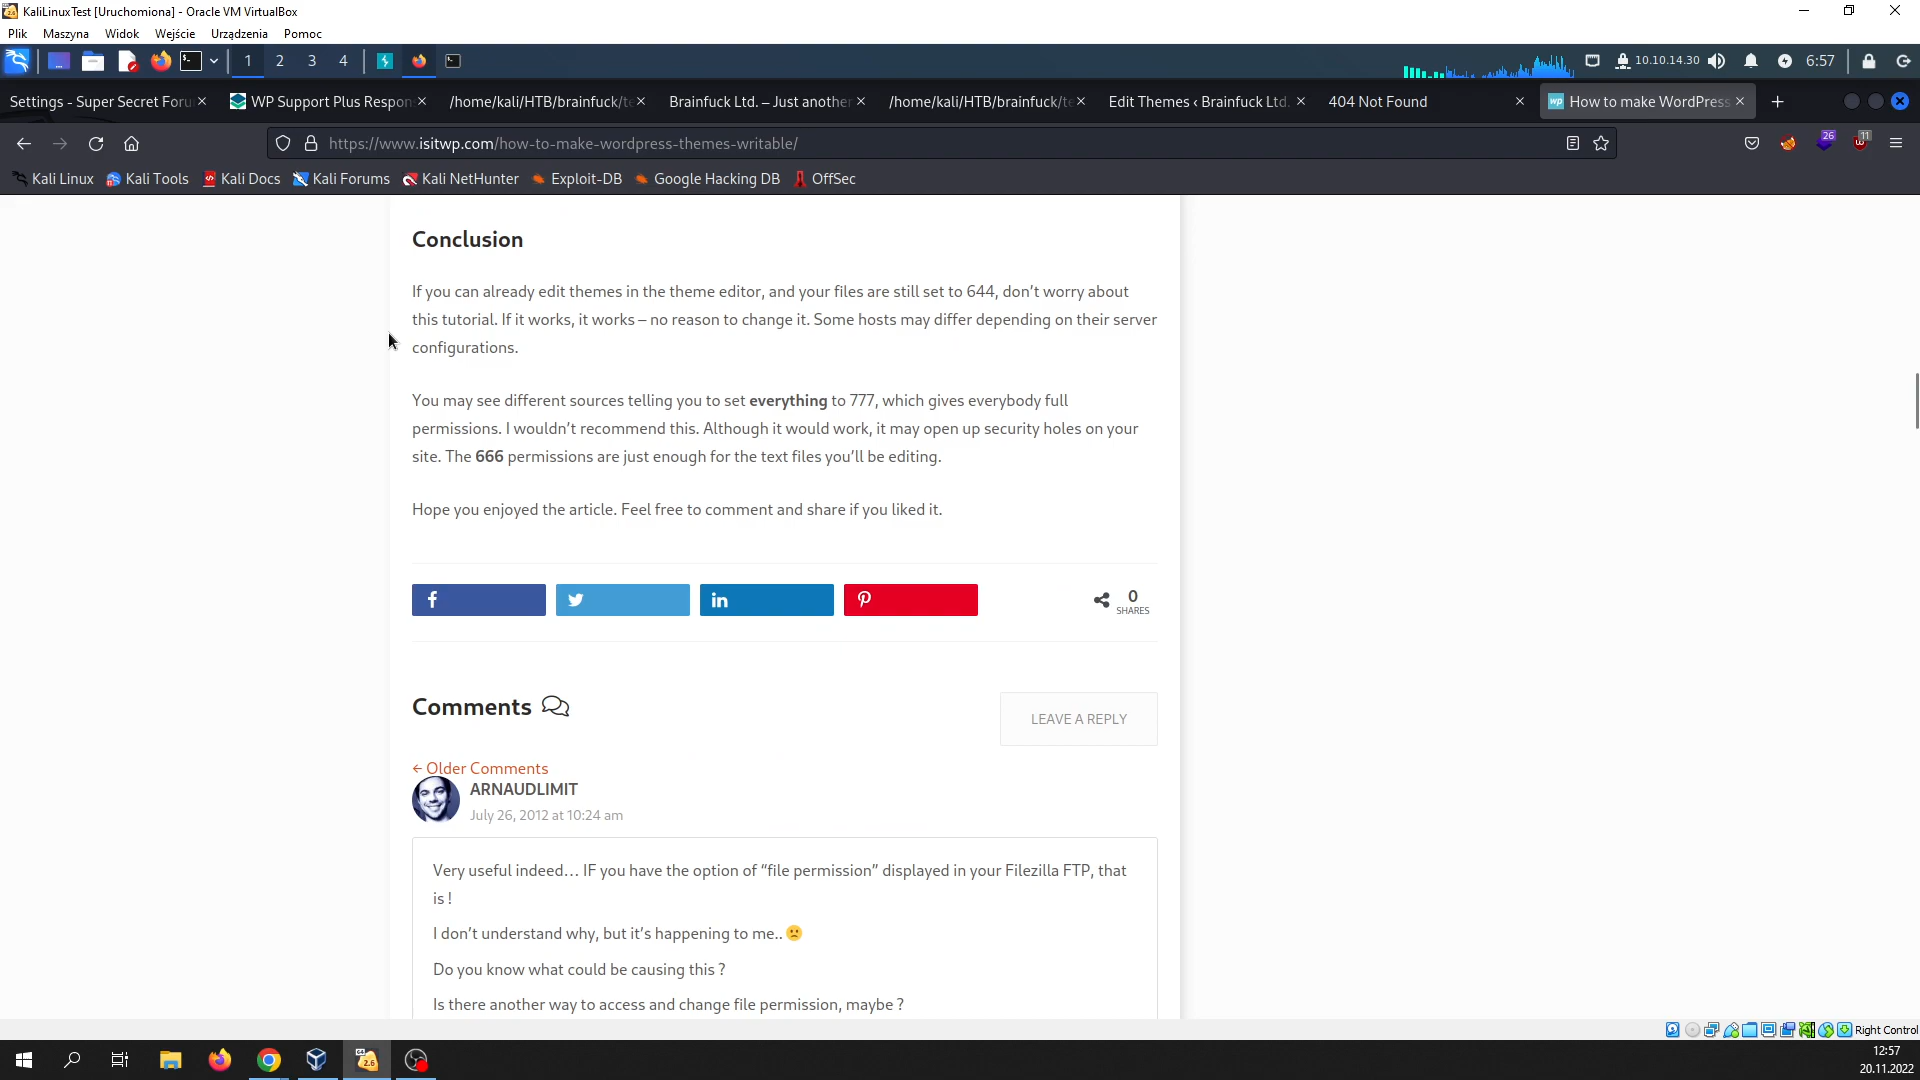 KaliLinuxTest [Uruchomiona] - Oracle VM VirtualBox
Plik Maszyna Widok Wejście Urządzenia Pomoc
1 2 3 4 10.10.14.30 6:57
Settings - Super Secret Foru WP Support Plus Respon /home/kali/HTB/brainfuck/te Brainfuck Ltd. – Just another /home/kali/HTB/brainfuck/te Edit Themes ‹ Brainfuck Ltd. 404 Not Found wp How to make WordPress
https://www.isitwp.com/how-to-make-wordpress-themes-writable/ 26 11
Kali Linux Kali Tools Kali Docs Kali Forums Kali NetHunter Exploit-DB Google Hacking DB OffSec
Conclusion
If you can already edit themes in the theme editor, and your files are still set to 644, don’t worry about
this tutorial. If it works, it works – no reason to change it. Some hosts may differ depending on their server
configurations.
You may see different sources telling you to set everything to 777, which gives everybody full
permissions. I wouldn’t recommend this. Although it would work, it may open up security holes on your
site. The 666 permissions are just enough for the text files you’ll be editing.
Hope you enjoyed the article. Feel free to comment and share if you liked it.
0
SHARES
Comments
LEAVE A REPLY
← Older Comments
ARNAUDLIMIT
July 26, 2012 at 10:24 am
Very useful indeed… IF you have the option of “file permission” displayed in your Filezilla FTP, that
is !
I don’t understand why, but it’s happening to me..
Do you know what could be causing this ?
Is there another way to access and change file permission, maybe ?
Right Control
64
2.6
12:57
20.11.2022